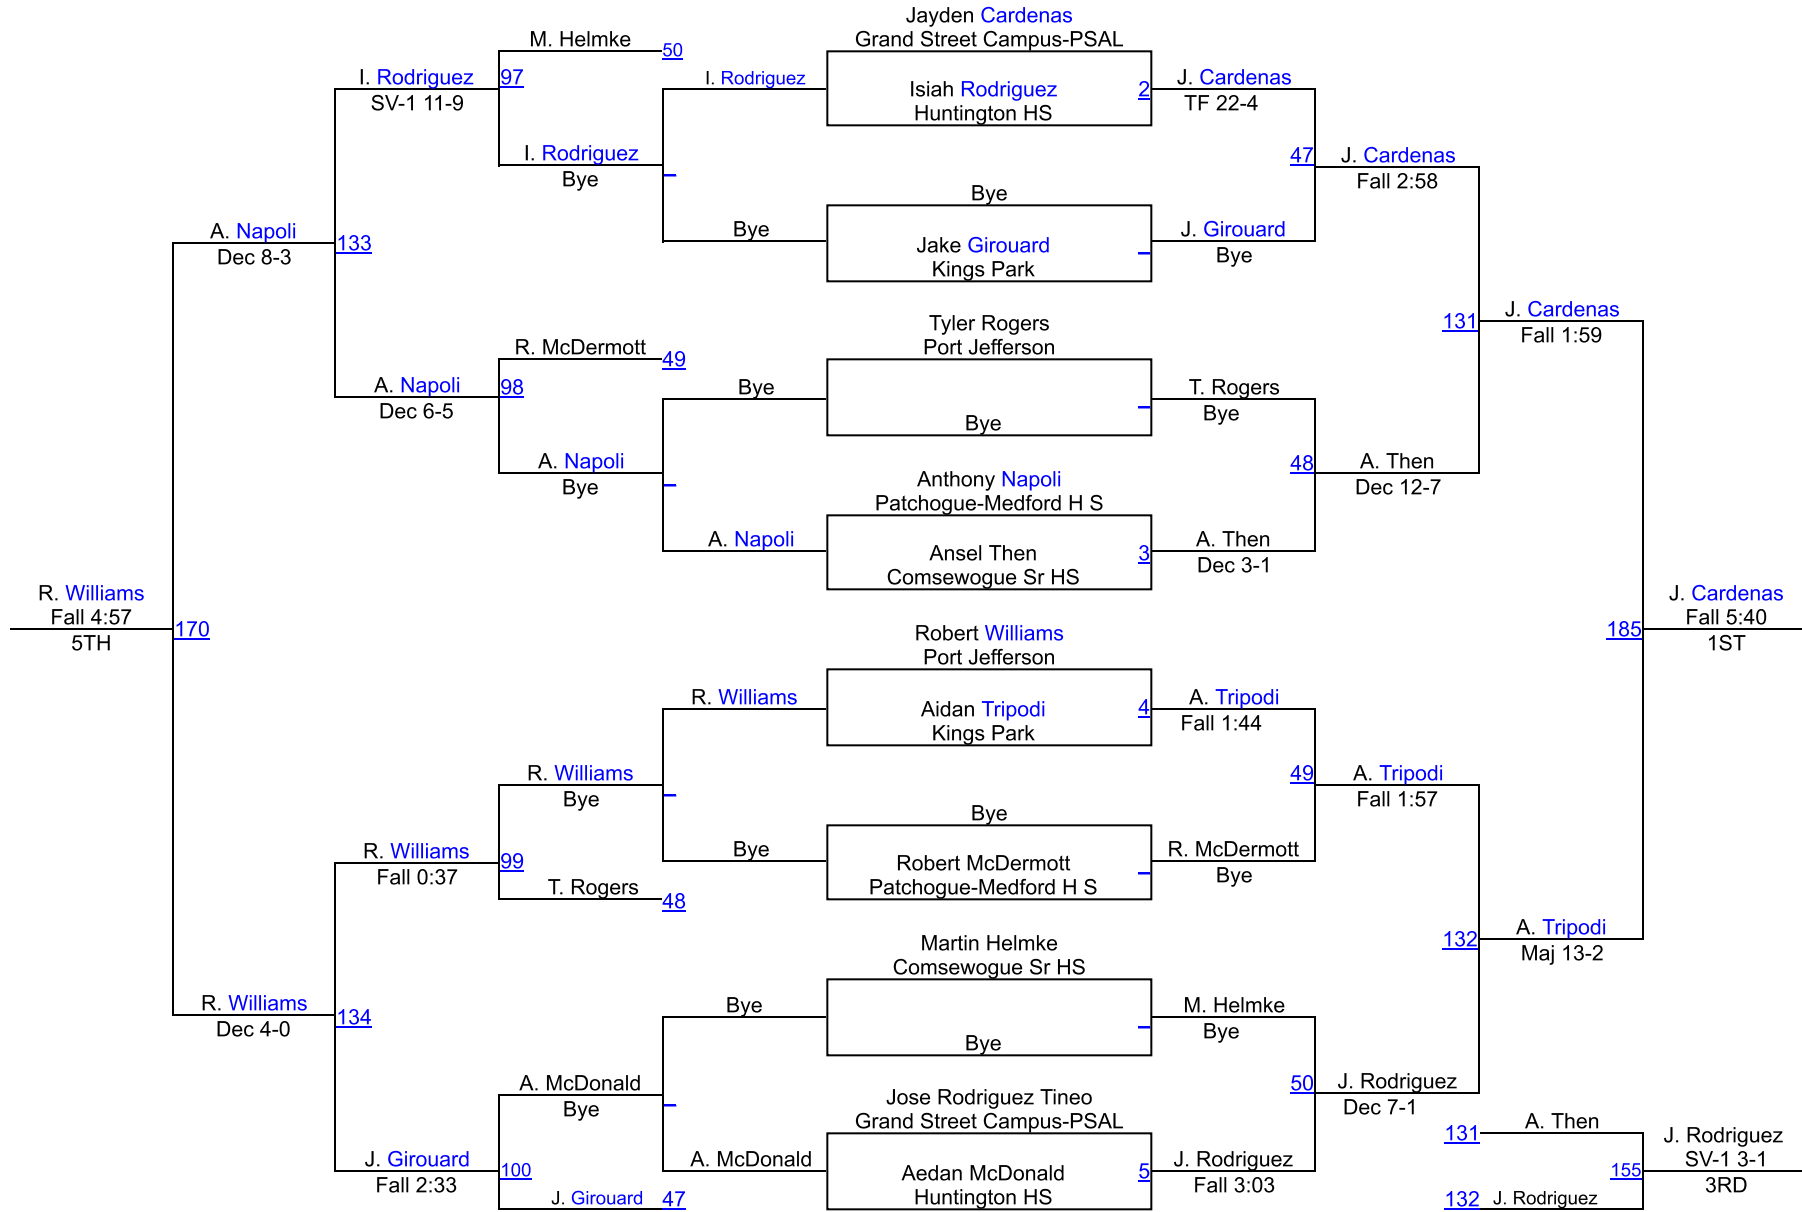 Jayden Cardenas
Grand Street Campus-PSAL
M. Helmke
50
I. Rodriguez
97
SV-1 11-9
I. Rodriguez
Isiah Rodriguez
2
Huntington HS
J. Cardenas
TF 22-4
I. Rodriguez
Bye
47
J. Cardenas
Fall 2:58
Bye
Bye
Jake Girouard
Kings Park
J. Girouard
Bye
A. Napoli
Dec 8-3
133
Tyler Rogers
Port Jefferson
131
J. Cardenas
Fall 1:59
R. McDermott
49
A. Napoli
98
Dec 6-5
Bye
Bye
T. Rogers
Bye
A. Napoli
Bye
Anthony Napoli
Patchogue-Medford H S
48
A. Then
Dec 12-7
A. Napoli
Ansel Then
3
Comsewogue Sr HS
A. Then
Dec 3-1
R. Williams
Fall 4:57
5TH
170
Robert Williams
Port Jefferson
185
J. Cardenas
Fall 5:40
1ST
R. Williams
Aidan Tripodi
4
Kings Park
A. Tripodi
Fall 1:44
R. Williams
Bye
49
A. Tripodi
Fall 1:57
Bye
Bye
Robert McDermott
Patchogue-Medford H S
R. McDermott
Bye
R. Williams
99
Fall 0:37
T. Rogers
48
Martin Helmke
Comsewogue Sr HS
132
A. Tripodi
Maj 13-2
R. Williams
Dec 4-0
134
Bye
Bye
M. Helmke
Bye
A. McDonald
Bye
Jose Rodriguez Tineo
Grand Street Campus-PSAL
50
J. Rodriguez
Dec 7-1
J. Girouard
100
Fall 2:33
A. McDonald
Aedan McDonald
5
Huntington HS
J. Rodriguez
Fall 3:03
J. Girouard
47
131
A. Then
155
J. Rodriguez
SV-1 3-1
3RD
132
J. Rodriguez